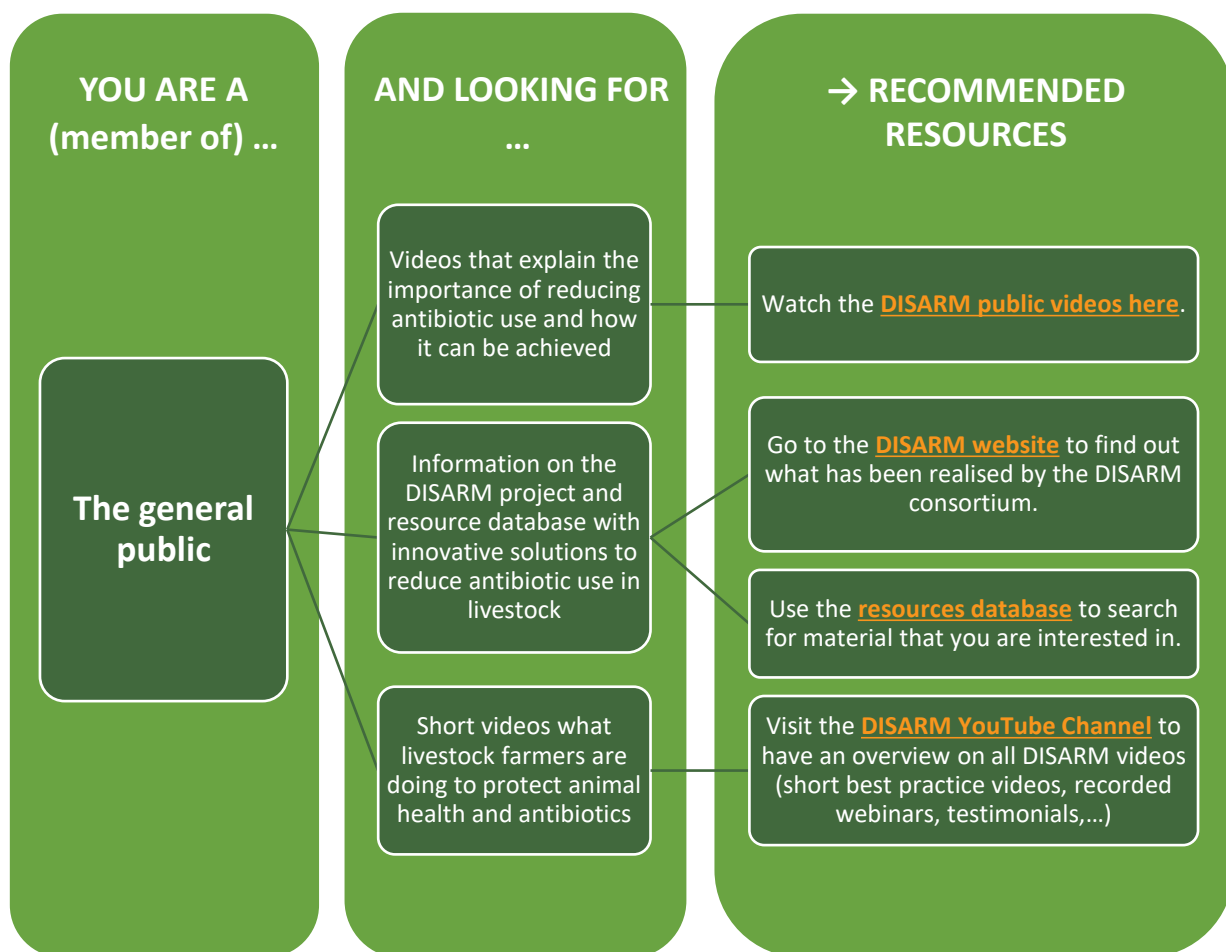 YOU ARE A
(member of) …
AND LOOKING FOR
…
→ RECOMMENDED
RESOURCES
The general
public
Videos that explain the
importance of reducing
antibiotic use and how
it can be achieved
Information on the
DISARM project and
resource database with
innovative solutions to
reduce antibiotic use in
livestock
Short videos what
livestock farmers are
doing to protect animal
health and antibiotics
Watch the DISARM public videos here.
Go to the DISARM website to find out
what has been realised by the DISARM
consortium.
Use the resources database to search
for material that you are interested in.
Visit the DISARM YouTube Channel to
have an overview on all DISARM videos
(short best practice videos, recorded
webinars, testimonials,…)